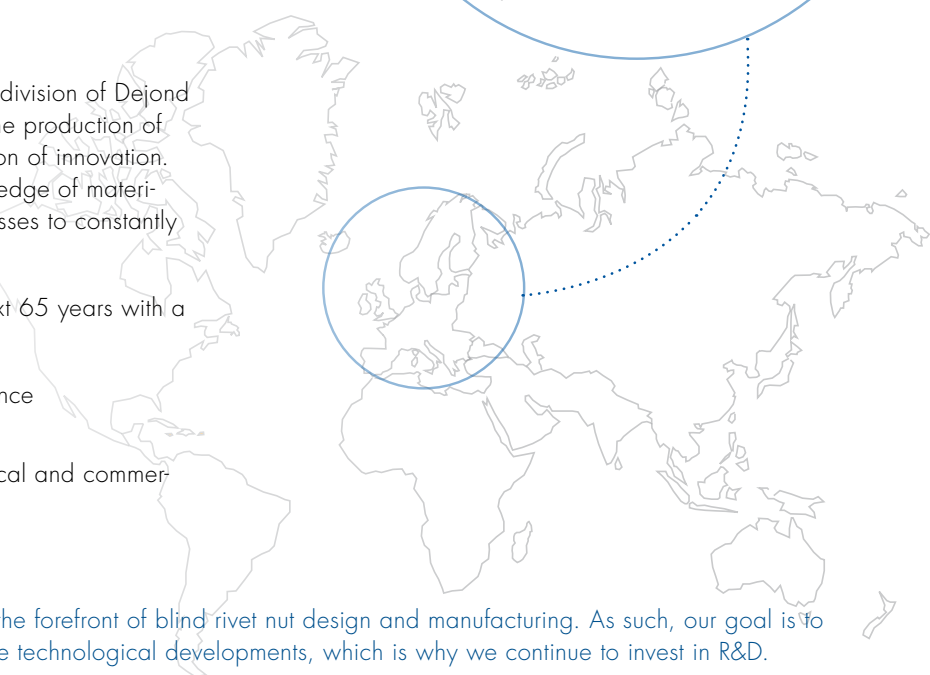 division of Dejond
production of
on of innovation.
edge of materi-
sses to constantly
65 years with a
nce
cal and commer-
the forefront of blind rivet nut design and manufacturing. As such, our goal is to
e technological developments, which is why we continue to invest in R&D.